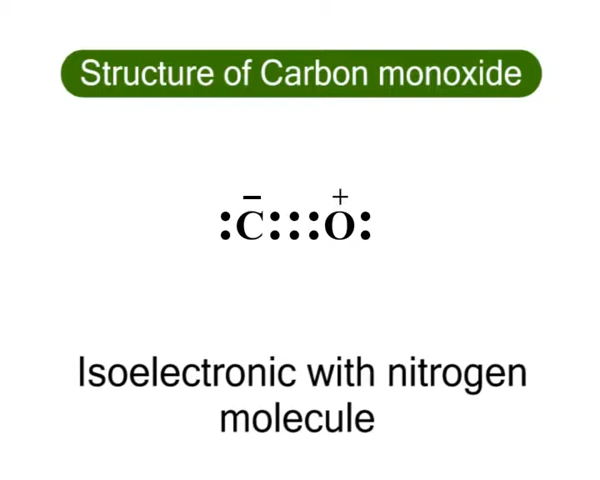 Structure of Carbon monoxide
− +
:C:::O:
Isoelectronic with nitrogen
molecule